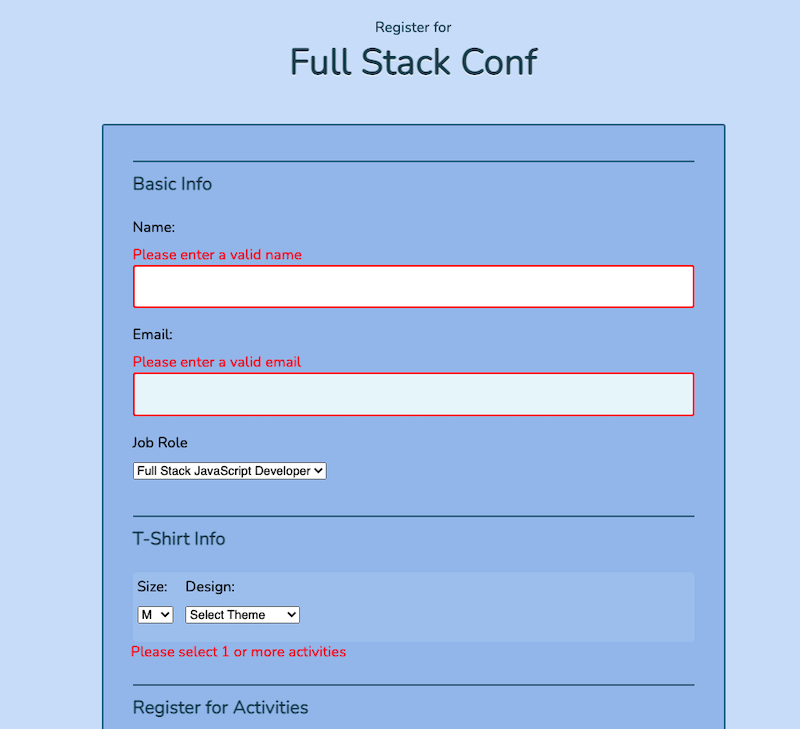 Register for
Full Stack Conf
Basic Info
Name:
Please enter a valid name
Email:
Please enter a valid email
Job Role
Full Stack JavaScript Developer
T-Shirt Info
Size: Design:
M Select Theme
Please select 1 or more activities
Register for Activities